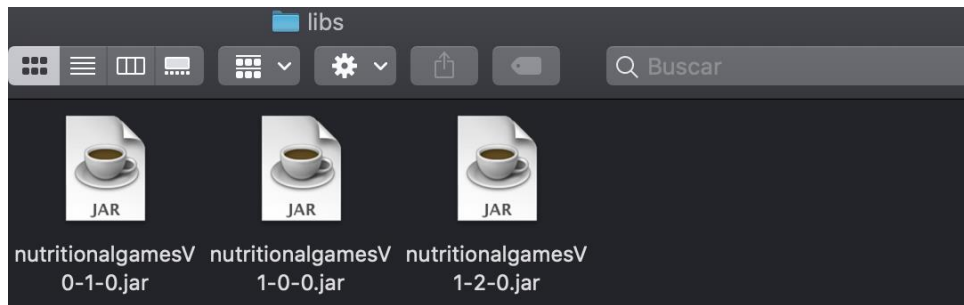 libs
Buscar
JAR JAR JAR
nutritionalgamesV nutritionalgamesV nutritionalgamesV
0-1-0.jar 1-0-0.jar 1-2-0.jar